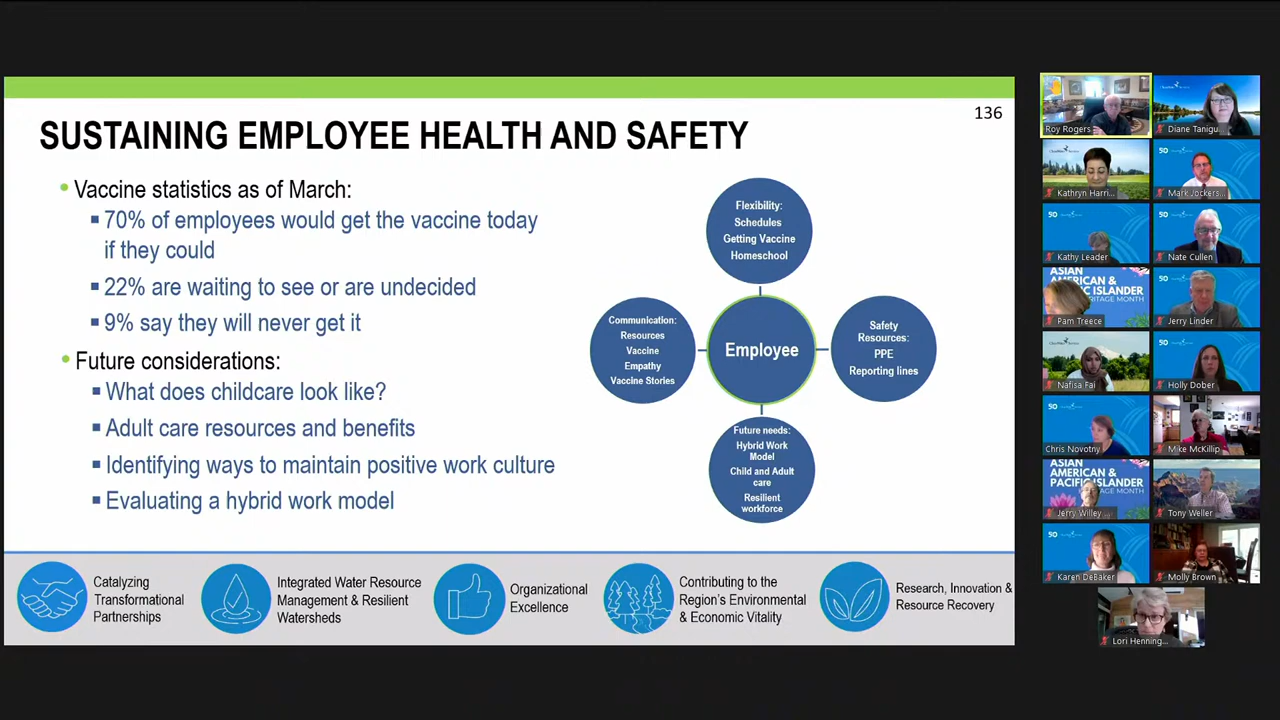 136
SUSTAINING EMPLOYEE HEALTH AND SAFETY
• Vaccine statistics as of March:
▪ 70% of employees would get the vaccine today
if they could
▪ 22% are waiting to see or are undecided
▪ 9% say they will never get it
• Future considerations:
▪ What does childcare look like?
▪ Adult care resources and benefits
▪ Identifying ways to maintain positive work culture
▪ Evaluating a hybrid work model
Flexibility:
Schedules
Getting Vaccine
Homeschool
Communication:
Resources
Vaccine
Empathy
Vaccine Stories
Employee
Safety
Resources:
PPE
Reporting lines
Future needs:
Hybrid Work
Model
Child and Adult
care
Resilient
workforce
Catalyzing
Transformational
Partnerships
Integrated Water Resource
Management & Resilient
Watersheds
Organizational
Excellence
Contributing to the
Region's Environmental
& Economic Vitality
Research, Innovation &
Resource Recovery
Roy Rogers
Diane Tanigu...
Kathryn Harri...
50
Mark Jockers...
50
Kathy Leader
50
Nate Cullen
ASIAN
AMERICAN &
Pam Treece
Jerry Linder
Nafisa Fai
Holly Dober
50
Chris Novotny
Mike McKillip
ASIAN
AMERICAN &
PACIFIC ISLANDER
Jerry Willey
Tony Weller
50
Karen DeBaker
Molly Brown
Lori Henning...